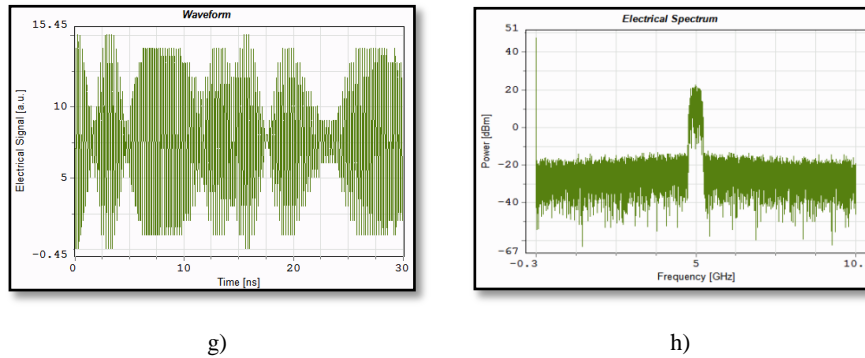 Waveform
15.45
10
5
-0.45
Electrical Signal [a.u.]
0
10
20
30
Time [ns]
Electrical Spectrum
51
40
20
0
-20
-40
-67
Power [dBm]
-0.3
5
10.
Frequency [GHz]
g)
h)